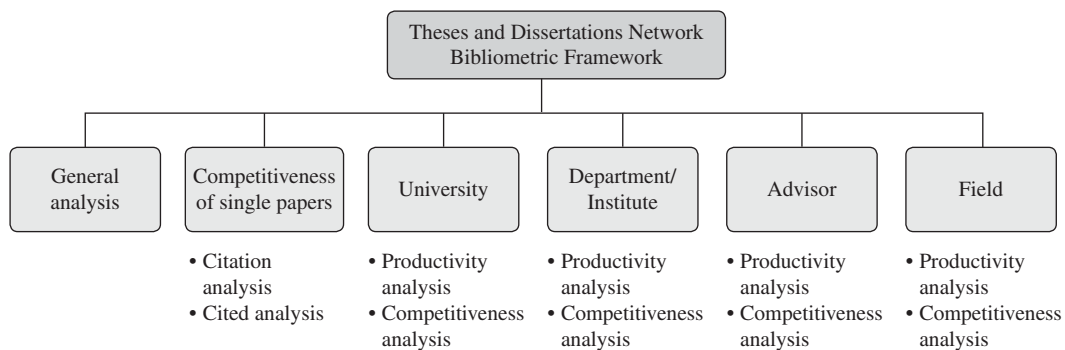 Theses and Dissertations Network
Bibliometric Framework
General
analysis
Competitiveness
of single papers
University
Department/
Institute
Advisor
Field
• Citation
analysis
• Cited analysis
• Productivity
analysis
• Competitiveness
analysis
• Productivity
analysis
• Competitiveness
analysis
• Productivity
analysis
• Competitiveness
analysis
• Productivity
analysis
• Competitiveness
analysis